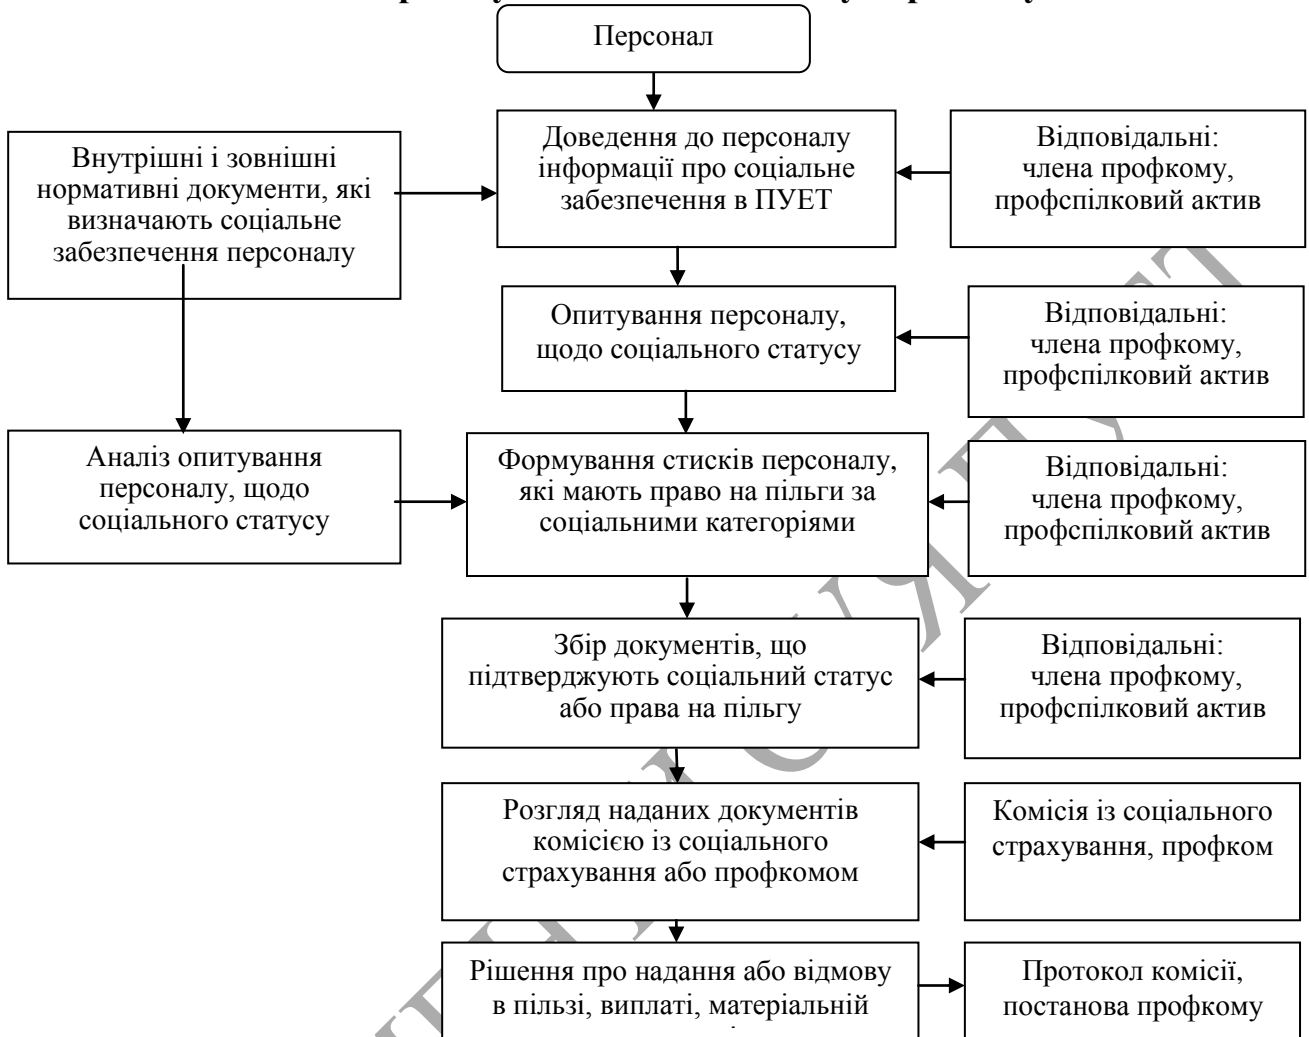 Персонал
Доведення до персоналу
інформації про соціальне
забезпечення в ПУЕТ
Відповідальні:
члена профкому,
профспілковий актив
Внутрішні і зовнішні
нормативні документи, які
визначають соціальне
забезпечення персоналу
Опитування персоналу,
щодо соціального статусу
Відповідальні:
члена профкому,
профспілковий актив
Аналіз опитування
персоналу, щодо
соціального статусу
Формування стисків персоналу,
які мають право на пільги за
соціальними категоріями
Відповідальні:
члена профкому,
профспілковий актив
Збір документів, що
підтверджують соціальний статус
або права на пільгу
Відповідальні:
члена профкому,
профспілковий актив
Розгляд наданих документів
комісією із соціального
страхування або профкомом
Комісія із соціального
страхування, профком
Рішення про надання або відмову
в пільзі, виплаті, матеріальній
Протокол комісії,
постанова профкому